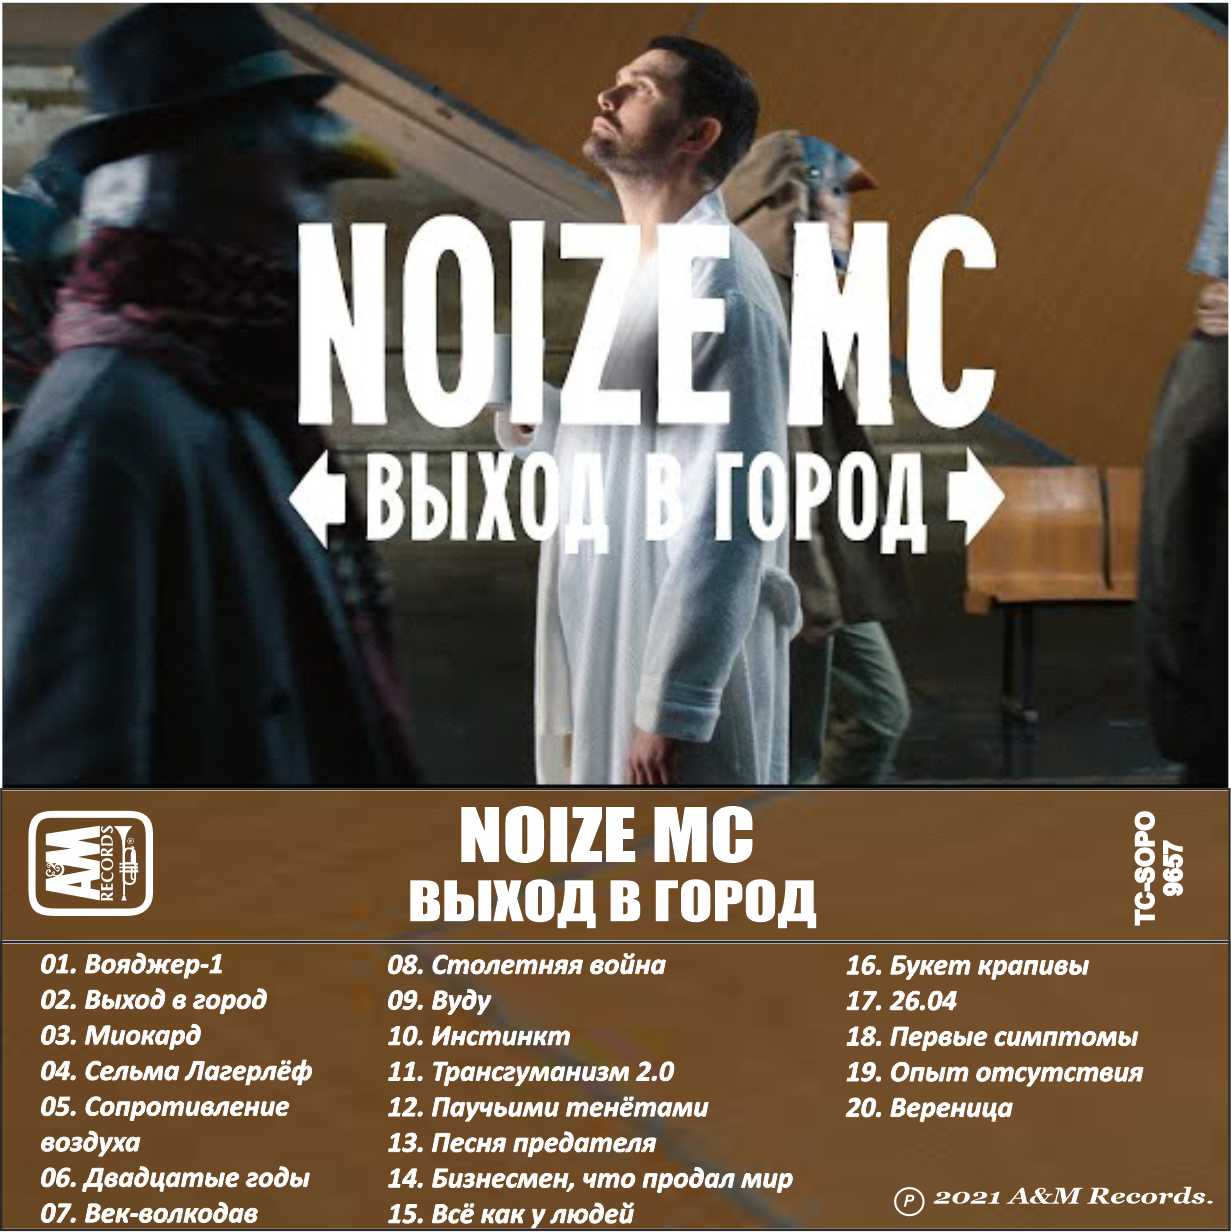 NOIZE MC
ВЫХОД В ГОРОД
A&M
RECORDS
NOIZE MC
ВЫХОД В ГОРОД
TC-SOPO
9657
01. Вояджер-1
02. Выход в город
03. Миокард
04. Сельма Лагерлёф
05. Сопротивление
воздуха
06. Двадцатые годы
07. Век-волкодав
08. Столетняя война
09. Вуду
10. Инстинкт
11. Трансгуманизм 2.0
12. Паучьими тенётами
13. Песня предателя
14. Бизнесмен, что продал мир
15. Всё как у людей
16. Букет крапивы
17. 26.04
18. Первые симптомы
19. Опыт отсутствия
20. Вереница
Ⓟ 2021 A&M Records.